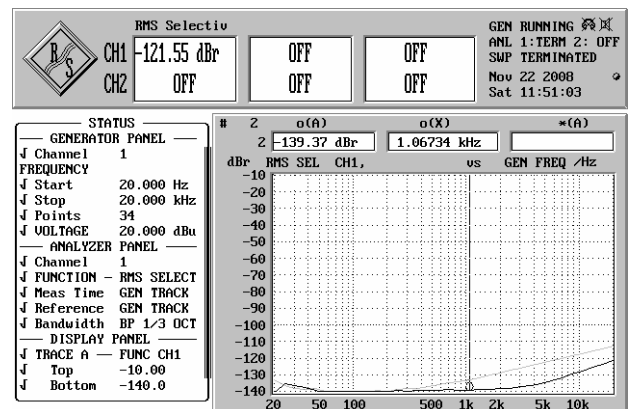 RMS Selectiv
CH1 -121.55 dBr OFF OFF
CH2 OFF OFF OFF
R
S
GEN RUNNING
ANL 1:TERM 2: OFF
SWP TERMINATED
Nov 22 2008
Sat 11:51:03
STATUS
GENERATOR PANEL
√ Channel 1
FREQUENCY
√ Start 20.000 Hz
√ Stop 20.000 kHz
√ Points 34
√ VOLTAGE 20.000 dBu
ANALYZER PANEL
√ Channel 1
√ FUNCTION - RMS SELECT
√ Meas Time GEN TRACK
√ Reference GEN TRACK
√ Bandwidth BP 1/3 OCT
DISPLAY PANEL
√ TRACE A — FUNC CH1
√ Top -10.00
√ Bottom -140.0
# 2 o(A) o(X) *(A)
2 -139.37 dBr 1.06734 kHz
dBr RMS SEL CH1, vs GEN FREQ /Hz
-10
-20
-30
-40
-50
-60
-70
-80
-90
-100
-110
-120
-130
-140
20 50 100 500 1k 2k 5k 10k